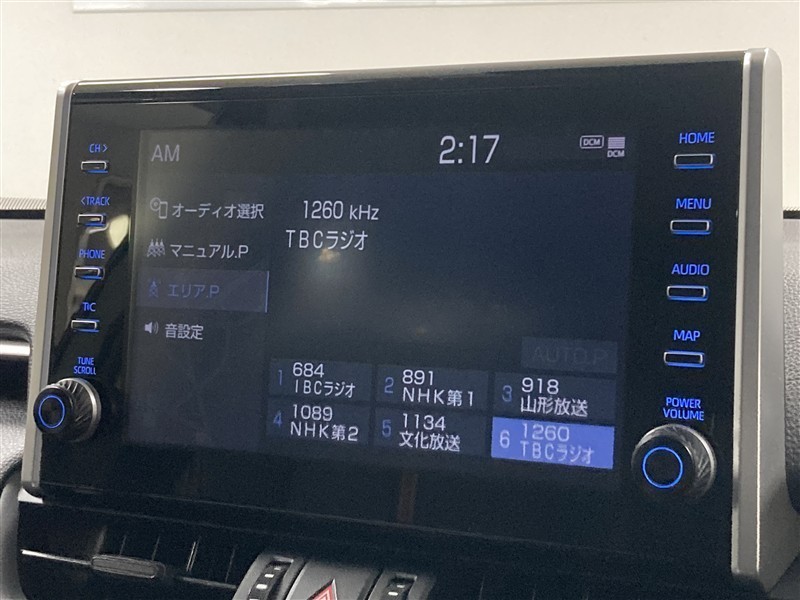 AM
2:17
DCM
DCM
オーディオ選択
マニュアル.P
エリア.P
音設定
1260 kHz
TBCラジオ
AUTO.P
1 684
IBCラジオ
2 891
NHK第1
3 918
山形放送
4 1089
NHK第2
5 1134
文化放送
6 1260
TBCラジオ
CH>
<TRACK
PHONE
T/C
TUNE
SCROLL
HOME
MENU
AUDIO
MAP
POWER
VOLUME